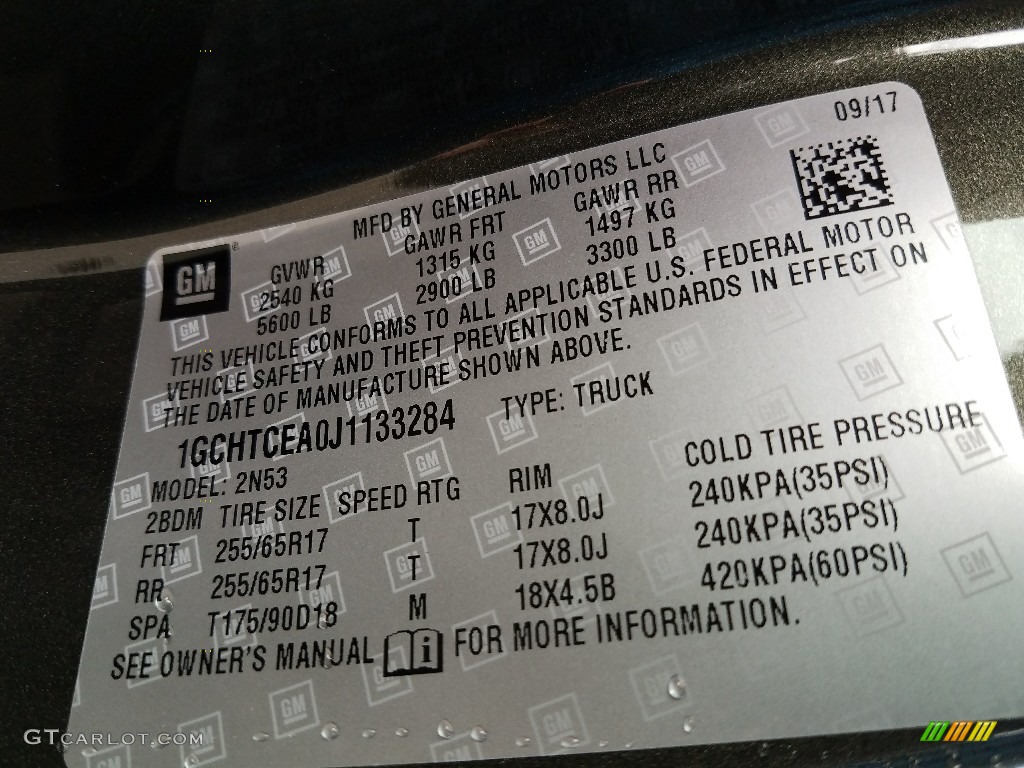 09/17
MFD BY GENERAL MOTORS LLC
GM GVWR GAWR FRT GAWR RR
2540 KG 1315 KG 1497 KG
5600 LB 2900 LB 3300 LB
THIS VEHICLE CONFORMS TO ALL APPLICABLE U.S. FEDERAL MOTOR
VEHICLE SAFETY AND THEFT PREVENTION STANDARDS IN EFFECT ON
THE DATE OF MANUFACTURE SHOWN ABOVE.
1GCHTCEA0J1133284 TYPE: TRUCK
MODEL: 2N53
2BDM TIRE SIZE SPEED RTG RIM COLD TIRE PRESSURE
FRT 255/65R17 T 17X8.0J 240KPA(35PSI)
RR 255/65R17 T 17X8.0J 240KPA(35PSI)
SPA T175/90D18 M 18X4.5B 420KPA(60PSI)
SEE OWNER'S MANUAL i FOR MORE INFORMATION.
GTcarlot.com